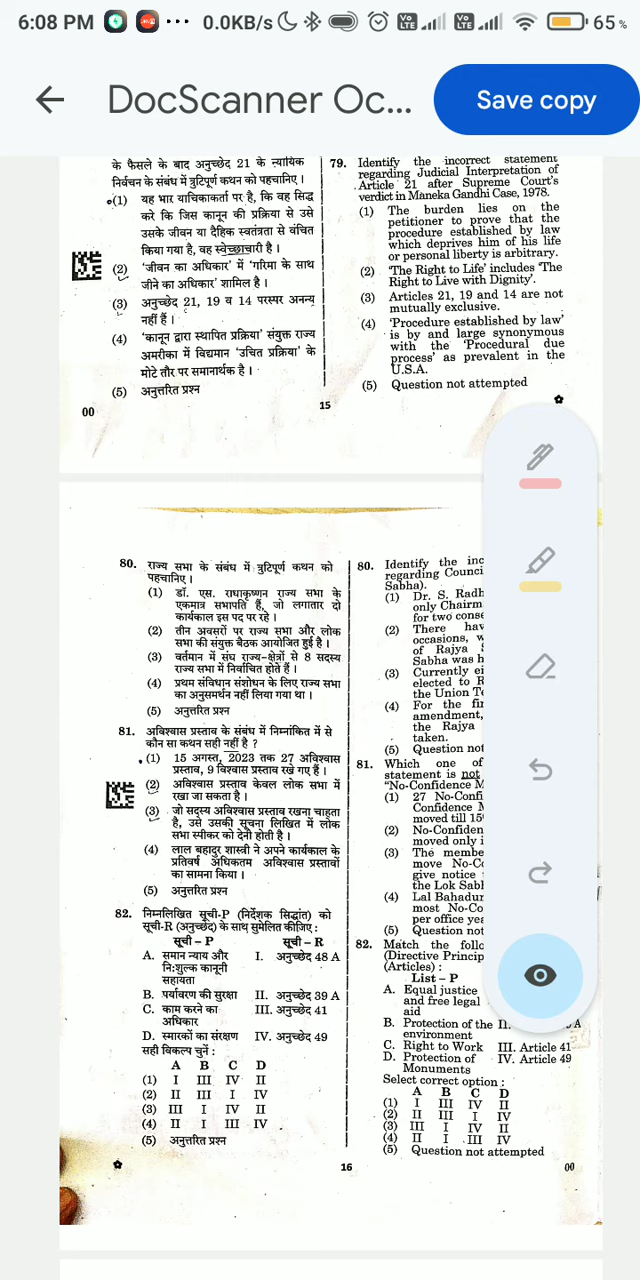 6:08 PM ••• 0.0KB/s Vo LTE Vo LTE 65%
DocScanner Oc...
Save copy
के फैसले के बाद अनुच्छेद 21 के न्यायिक
निर्वचन के संबंध में त्रुटिपूर्ण कथन को पहचानिए ।
(1) यह भार याचिकाकर्ता पर है, कि वह सिद्ध
करे कि जिस कानून की प्रक्रिया से उसे
उसके जीवन या दैहिक स्वतंत्रता से वंचित
किया गया है, वह स्वेच्छाचारी है ।
(2) 'जीवन का अधिकार' में 'गरिमा के साथ
जीने का अधिकार' शामिल है ।
(3) अनुच्छेद 21, 19 व 14 परस्पर अनन्य
नहीं हैं ।
(4) 'कानून द्वारा स्थापित प्रक्रिया' संयुक्त राज्य
अमरीका में विद्यमान 'उचित प्रक्रिया' के
मोटे तौर पर समानार्थक है ।
(5) अनुत्तरित प्रश्न
79. Identify the incorrect statement
regarding Judicial Interpretation of
Article 21 after Supreme Court's
verdict in Maneka Gandhi Case, 1978.
(1) The burden lies on the
petitioner to prove that the
procedure established by law
which deprives him of his life
or personal liberty is arbitrary.
(2) 'The Right to Life' includes 'The
Right to Live with Dignity'.
(3) Articles 21, 19 and 14 are not
mutually exclusive.
(4) 'Procedure established by law'
is by and large synonymous
with the 'Procedural due
process' as prevalent in the
U.S.A.
(5) Question not attempted
00
15
80. राज्य सभा के संबंध में त्रुटिपूर्ण कथन को
पहचानिए ।
(1) डॉ. एस. राधाकृष्णन राज्य सभा के
एकमात्र सभापति हैं, जो लगातार दो
कार्यकाल इस पद पर रहे ।
(2) तीन अवसरों पर राज्य सभा और लोक
सभा की संयुक्त बैठक आयोजित हुई है ।
(3) वर्तमान में संघ राज्य-क्षेत्रों से 8 सदस्य
राज्य सभा में निर्वाचित होते हैं ।
(4) प्रथम संविधान संशोधन के लिए राज्य सभा
का अनुसमर्थन नहीं लिया गया था ।
(5) अनुत्तरित प्रश्न
81. अविश्वास प्रस्ताव के संबंध में निम्नांकित में से
कौन सा कथन सही नहीं है ?
(1) 15 अगस्त, 2023 तक 27 अविश्वास
प्रस्ताव, 9 विश्वास प्रस्ताव रखे गए हैं ।
(2) अविश्वास प्रस्ताव केवल लोक सभा में
रखा जा सकता है ।
(3) जो सदस्य अविश्वास प्रस्ताव रखना चाहता
है, उसे उसकी सूचना लिखित में लोक
सभा स्पीकर को देनी होती है ।
(4) लाल बहादुर शास्त्री ने अपने कार्यकाल के
प्रतिवर्ष अधिकतम अविश्वास प्रस्तावों
का सामना किया ।
(5) अनुत्तरित प्रश्न
82. निम्नलिखित सूची-P (निर्देशक सिद्धांत) को
सूची-R (अनुच्छेद) के साथ सुमेलित कीजिए :
सूची – P सूची – R
A. समान न्याय और I. अनुच्छेद 48 A
नि:शुल्क कानूनी
सहायता
B. पर्यावरण की सुरक्षा II. अनुच्छेद 39 A
C. काम करने का III. अनुच्छेद 41
अधिकार
D. स्मारकों का संरक्षण IV. अनुच्छेद 49
सही विकल्प चुनें :
A B C D
(1) I III IV II
(2) II III I IV
(3) III I IV II
(4) II I III IV
(5) अनुत्तरित प्रश्न
80. Identify the inc
regarding Counci
Sabha).
(1) Dr. S. Radh
only Chairm
for two conse
(2) There hav
occasions, w
of Rajya S
Sabha was h
(3) Currently ei
elected to R
the Union Te
(4) For the fir
amendment,
the Rajya
taken.
(5) Question not
81. Which one of
statement is not
"No-Confidence M
(1) 27 No-Confi
Confidence M
moved till 15
(2) No-Confiden
moved only i
(3) The membe
move No-Co
give notice
the Lok Sabl
(4) Lal Bahadur
most No-Co
per office yea
(5) Question not
82. Match the follo
(Directive Princip
(Articles) :
List – P
A. Equal justice
and free legal
aid
B. Protection of the II. A
environment
C. Right to Work III. Article 41
D. Protection of IV. Article 49
Monuments
Select correct option :
A B C D
(1) I III IV II
(2) II III I IV
(3) III I IV II
(4) II I III IV
(5) Question not attempted
16
00